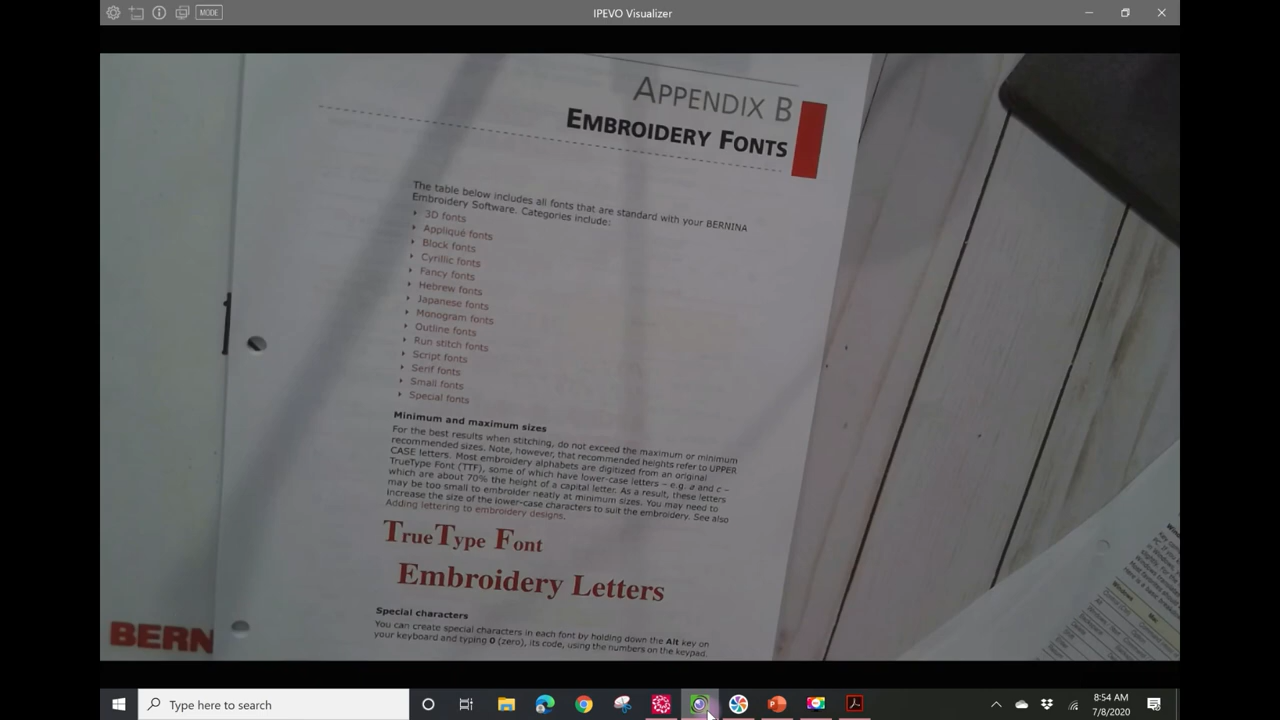 IPEVO Visualizer
MODE
APPENDIX B
EMBROIDERY FONTS
The table below includes all fonts that are standard with your BERNINA
Embroidery Software. Categories include:
3D fonts
Appliqué fonts
Block fonts
Cyrillic fonts
Fancy fonts
Hebrew fonts
Japanese fonts
Monogram fonts
Outline fonts
Run stitch fonts
Script fonts
Serif fonts
Small fonts
Special fonts
Minimum and maximum sizes
For the best results when stitching, do not exceed the maximum or minimum
recommended sizes. Note, however, that recommended heights refer to UPPER
CASE letters. Most embroidery alphabets are digitized from an original
TrueType Font (TTF), some of which have lower-case letters – e.g. a and c –
which are about 70% the height of a capital letter. As a result, these letters
may be too small to embroider neatly at minimum sizes. You may need to
increase the size of the lower-case characters to suit the embroidery. See also
Adding lettering to embroidery designs.
TrueType Font
Embroidery Letters
Special characters
You can create special characters in each font by holding down the Alt key on
your keyboard and typing 0 (zero), its code, using the numbers on the keypad.
BERN
Type here to search
8:54 AM
7/8/2020